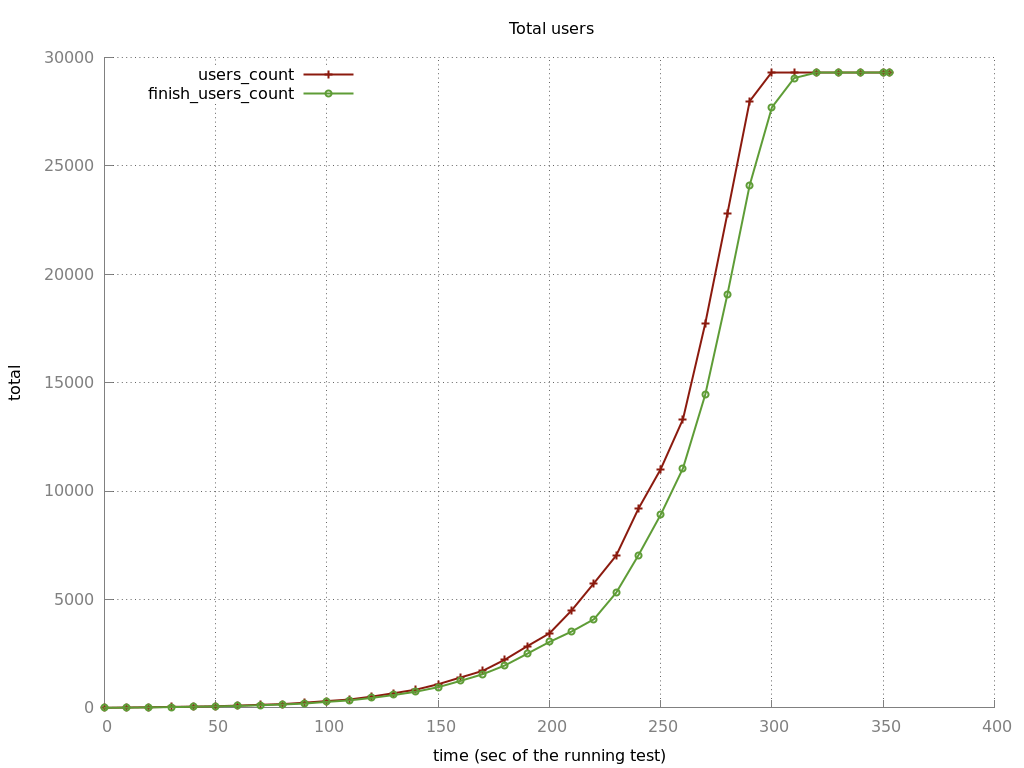 Total users
users_count
finish_users_count
30000
25000
20000
15000
10000
5000
0
total
0 50 100 150 200 250 300 350 400
time (sec of the running test)